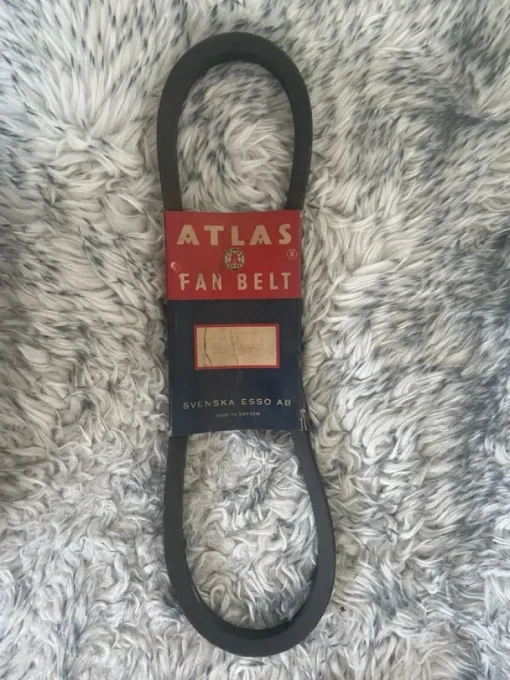 ATLAS
®
FAN BELT
SVENSKA ESSO AB
MADE IN SWEDEN